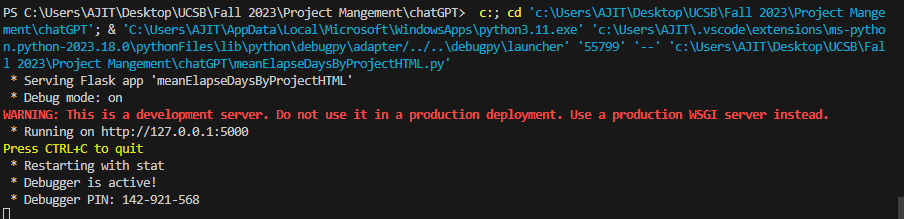 PS C:\Users\AJIT\Desktop\UCSB\Fall 2023\Project Mangement\chatGPT>  c:; cd 'c:\Users\AJIT\Desktop\UCSB\Fall 2023\Project Mange
ment\chatGPT'; & 'C:\Users\AJIT\AppData\Local\Microsoft\WindowsApps\python3.11.exe' 'c:\Users\AJIT\.vscode\extensions\ms-pytho
n.python-2023.18.0\pythonFiles\lib\python\debugpy\adapter/../..\debugpy\launcher' '55799' '--' 'c:\Users\AJIT\Desktop\UCSB\Fal
l 2023\Project Mangement\chatGPT\meanElapseDaysByProjectHTML.py'
 * Serving Flask app 'meanElapseDaysByProjectHTML'
 * Debug mode: on
WARNING: This is a development server. Do not use it in a production deployment. Use a production WSGI server instead.
 * Running on http://127.0.0.1:5000
Press CTRL+C to quit
 * Restarting with stat
 * Debugger is active!
 * Debugger PIN: 142-921-568